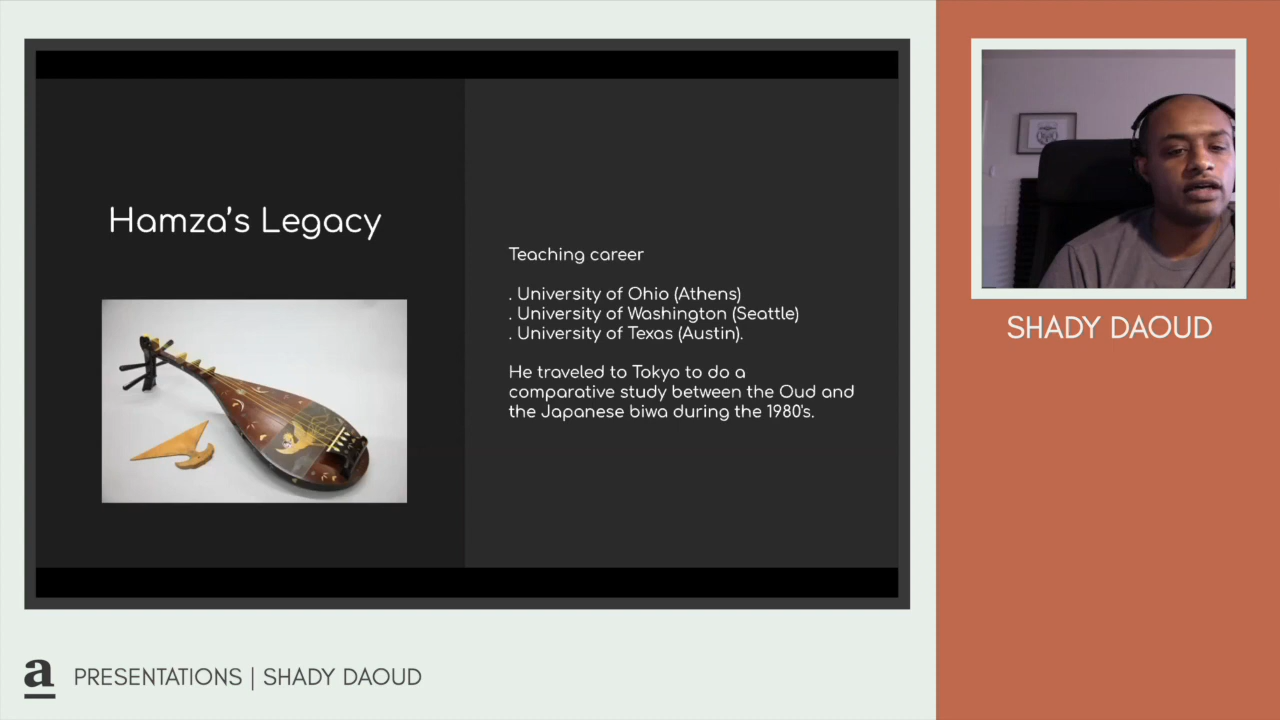 Hamza's Legacy
Teaching career
. University of Ohio (Athens)
. University of Washington (Seattle)
. University of Texas (Austin).
He traveled to Tokyo to do a
comparative study between the Oud and
the Japanese biwa during the 1980's.
SHADY DAOUD
a PRESENTATIONS | SHADY DAOUD